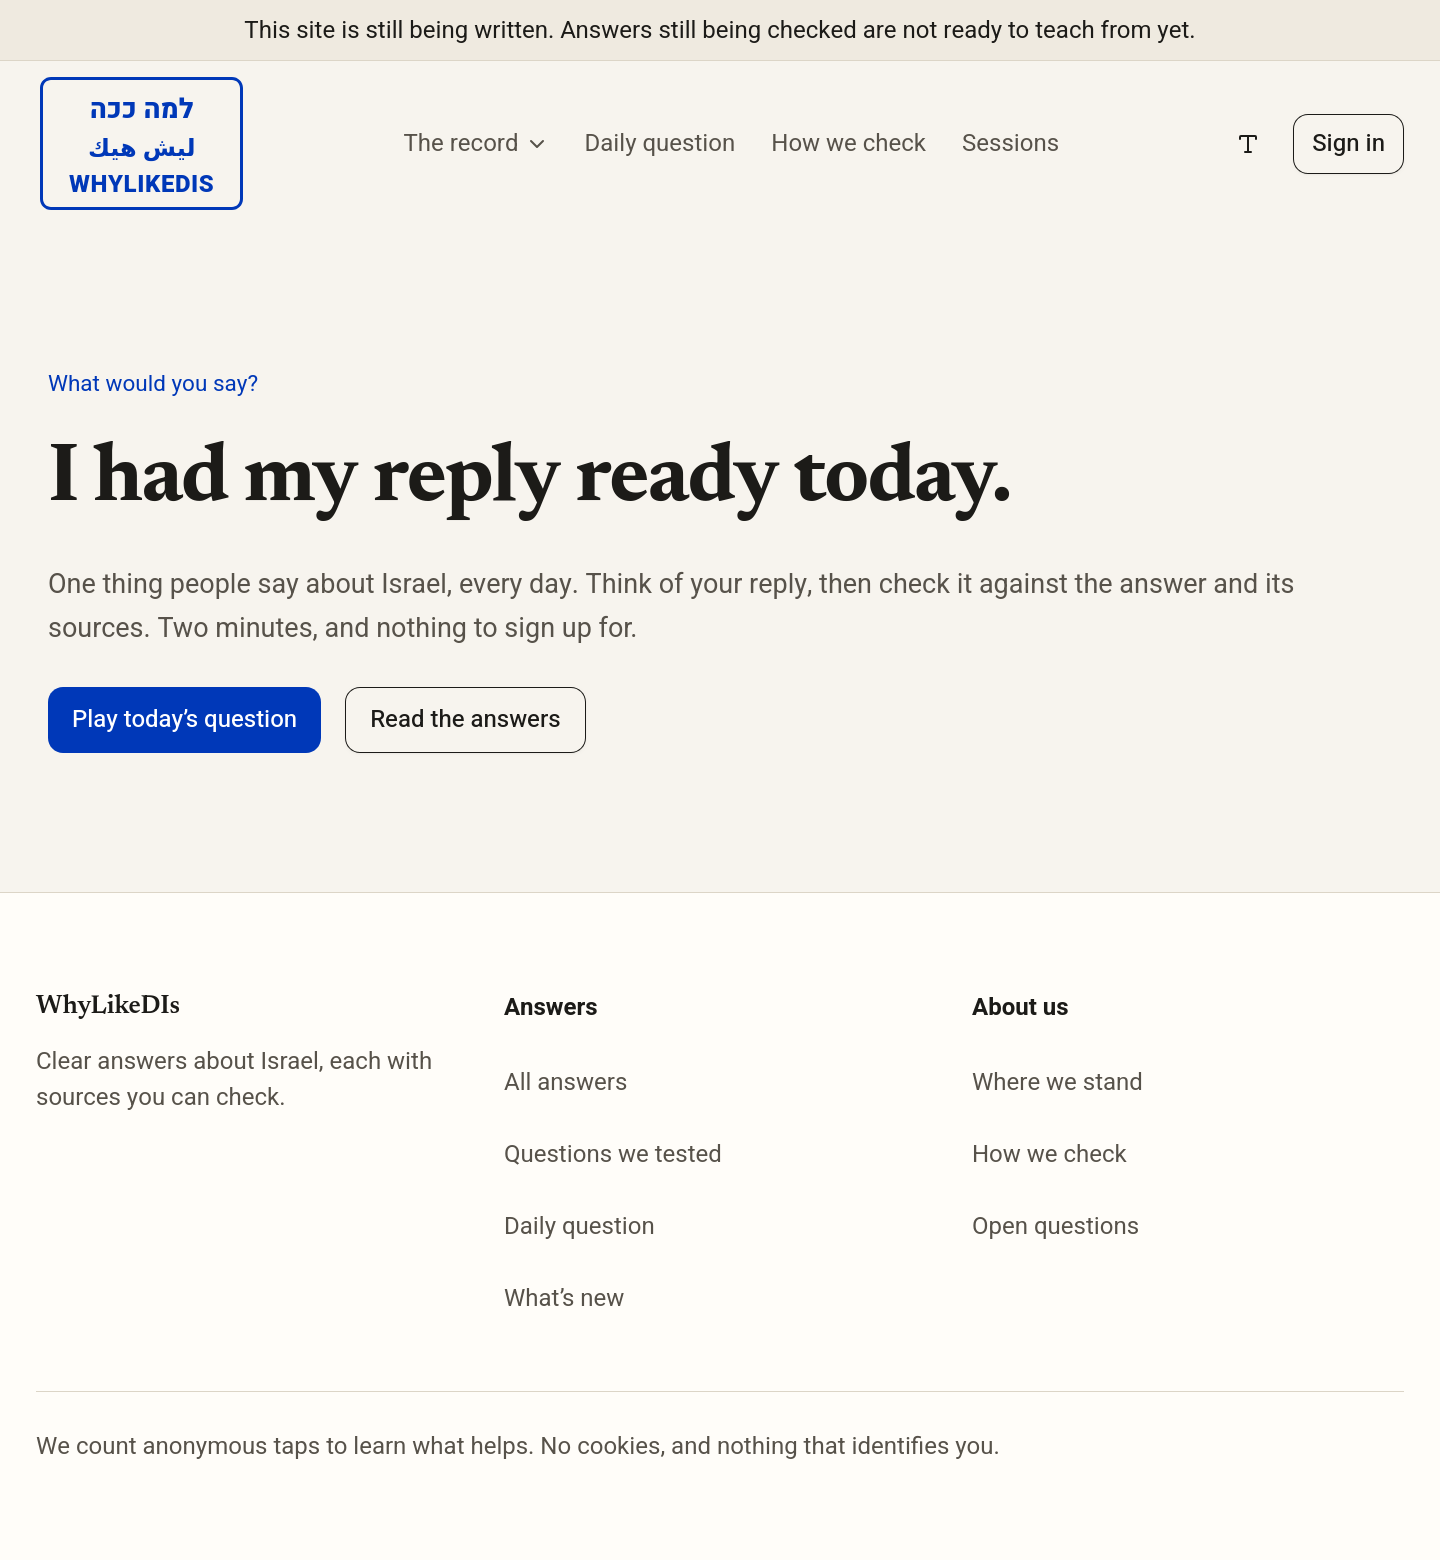 This site is still being written. Answers still being checked are not ready to teach from yet.
למה ככה
ليش هيك
WHYLIKEDIS
The record
Daily question
How we check
Sessions
Sign in
What would you say?
I had my reply ready today.
One thing people say about Israel, every day. Think of your reply, then check it against the answer and its
sources. Two minutes, and nothing to sign up for.
Play today’s question
Read the answers
WhyLikeDIs
Clear answers about Israel, each with
sources you can check.
Answers
All answers
Questions we tested
Daily question
What’s new
About us
Where we stand
How we check
Open questions
We count anonymous taps to learn what helps. No cookies, and nothing that identifies you.